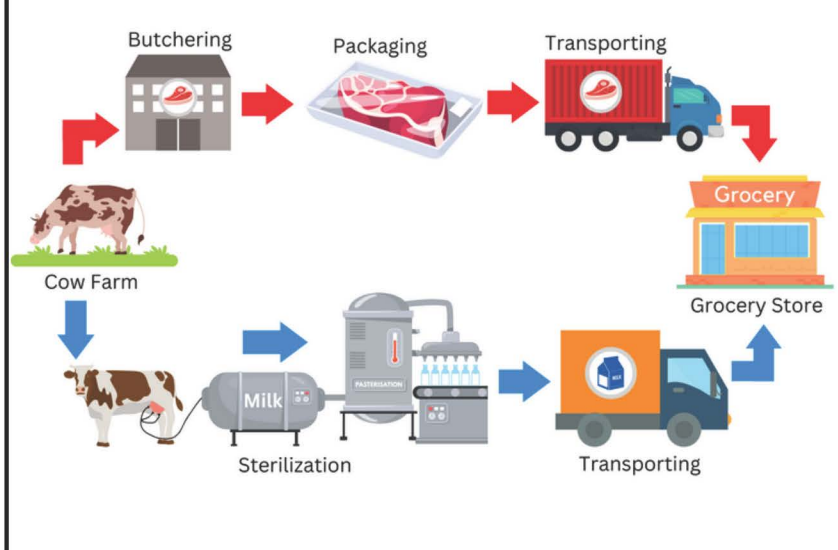 Butchering
Packaging
Transporting
Grocery
Cow Farm
Grocery Store
Milk
PASTERISATION
Sterilization
Transporting